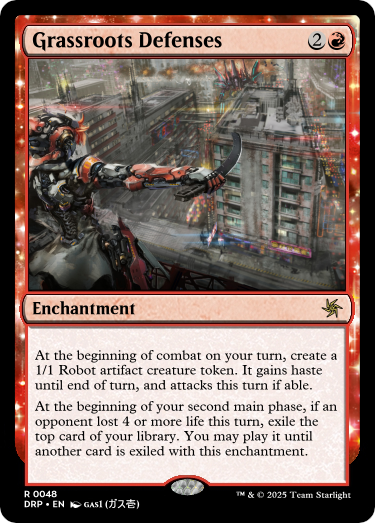 Grassroots Defenses 2
Enchantment
At the beginning of combat on your turn, create a
1/1 Robot artifact creature token. It gains haste
until end of turn, and attacks this turn if able.
At the beginning of your second main phase, if an
opponent lost 4 or more life this turn, exile the
top card of your library. You may play it until
another card is exiled with this enchantment.
R 0048
DRP • EN GAS1 (ガス壱) ™ & © 2025 Team Starlight